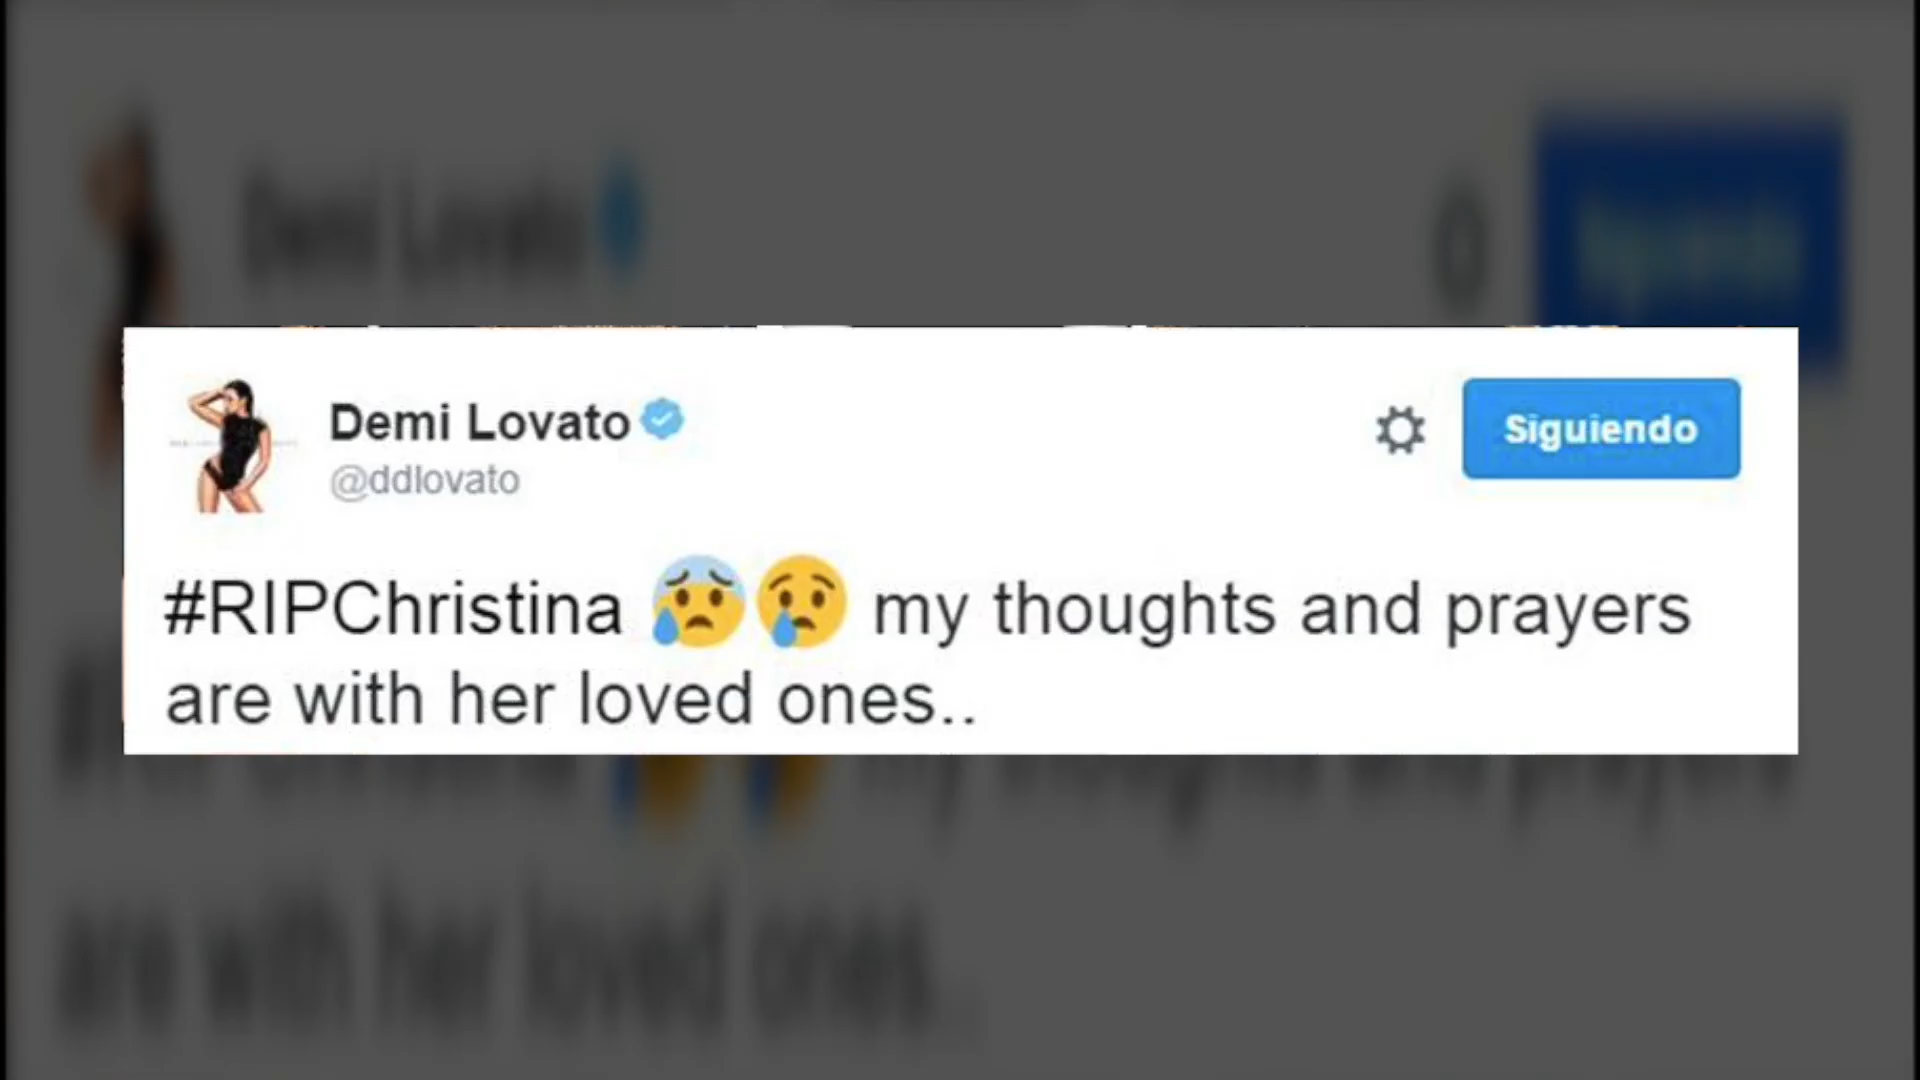 Demi Lovato
@ddlovato
Siguiendo
#RIPChristina 😰😢 my thoughts and prayers
are with her loved ones..